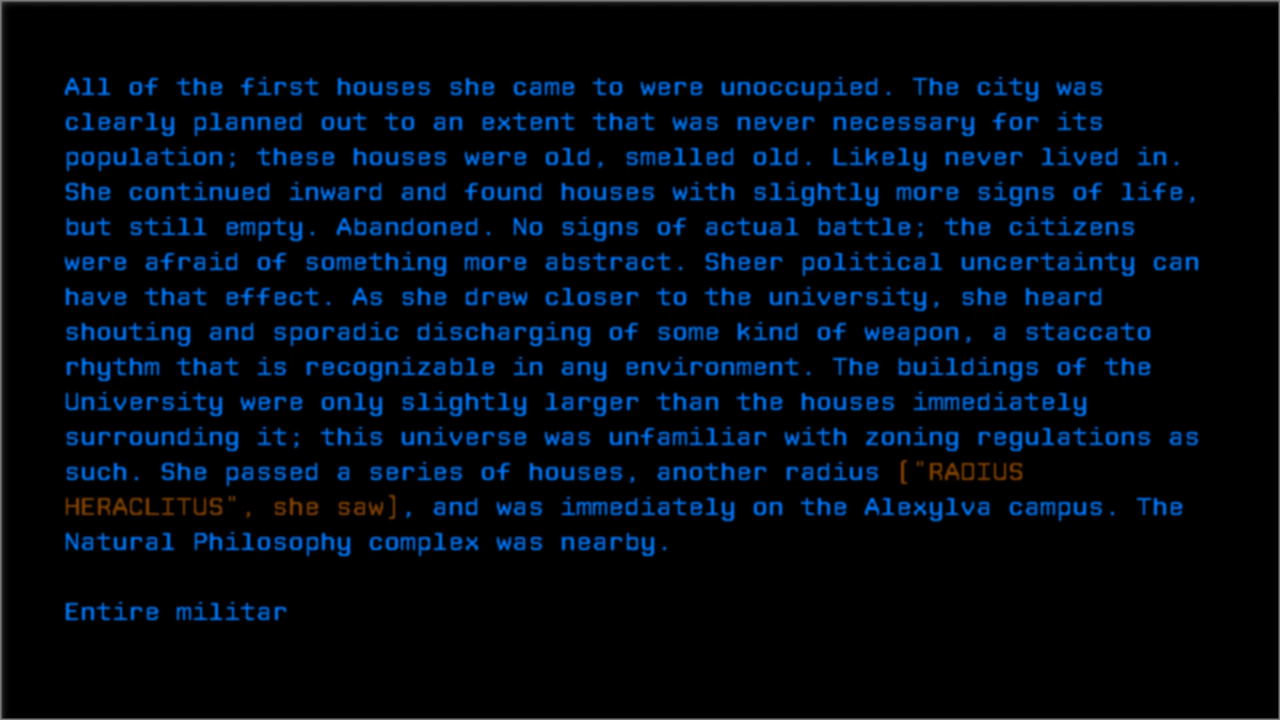 All of the first houses she came to were unoccupied. The city was
clearly planned out to an extent that was never necessary for its
population; these houses were old, smelled old. Likely never lived in.
She continued inward and found houses with slightly more signs of life,
but still empty. Abandoned. No signs of actual battle; the citizens
were afraid of something more abstract. Sheer political uncertainty can
have that effect. As she drew closer to the university, she heard
shouting and sporadic discharging of some kind of weapon, a staccato
rhythm that is recognizable in any environment. The buildings of the
University were only slightly larger than the houses immediately
surrounding it; this universe was unfamiliar with zoning regulations as
such. She passed a series of houses, another radius ["RADIUS
HERACLITUS", she saw], and was immediately on the Alexylva campus. The
Natural Philosophy complex was nearby.
Entire militar